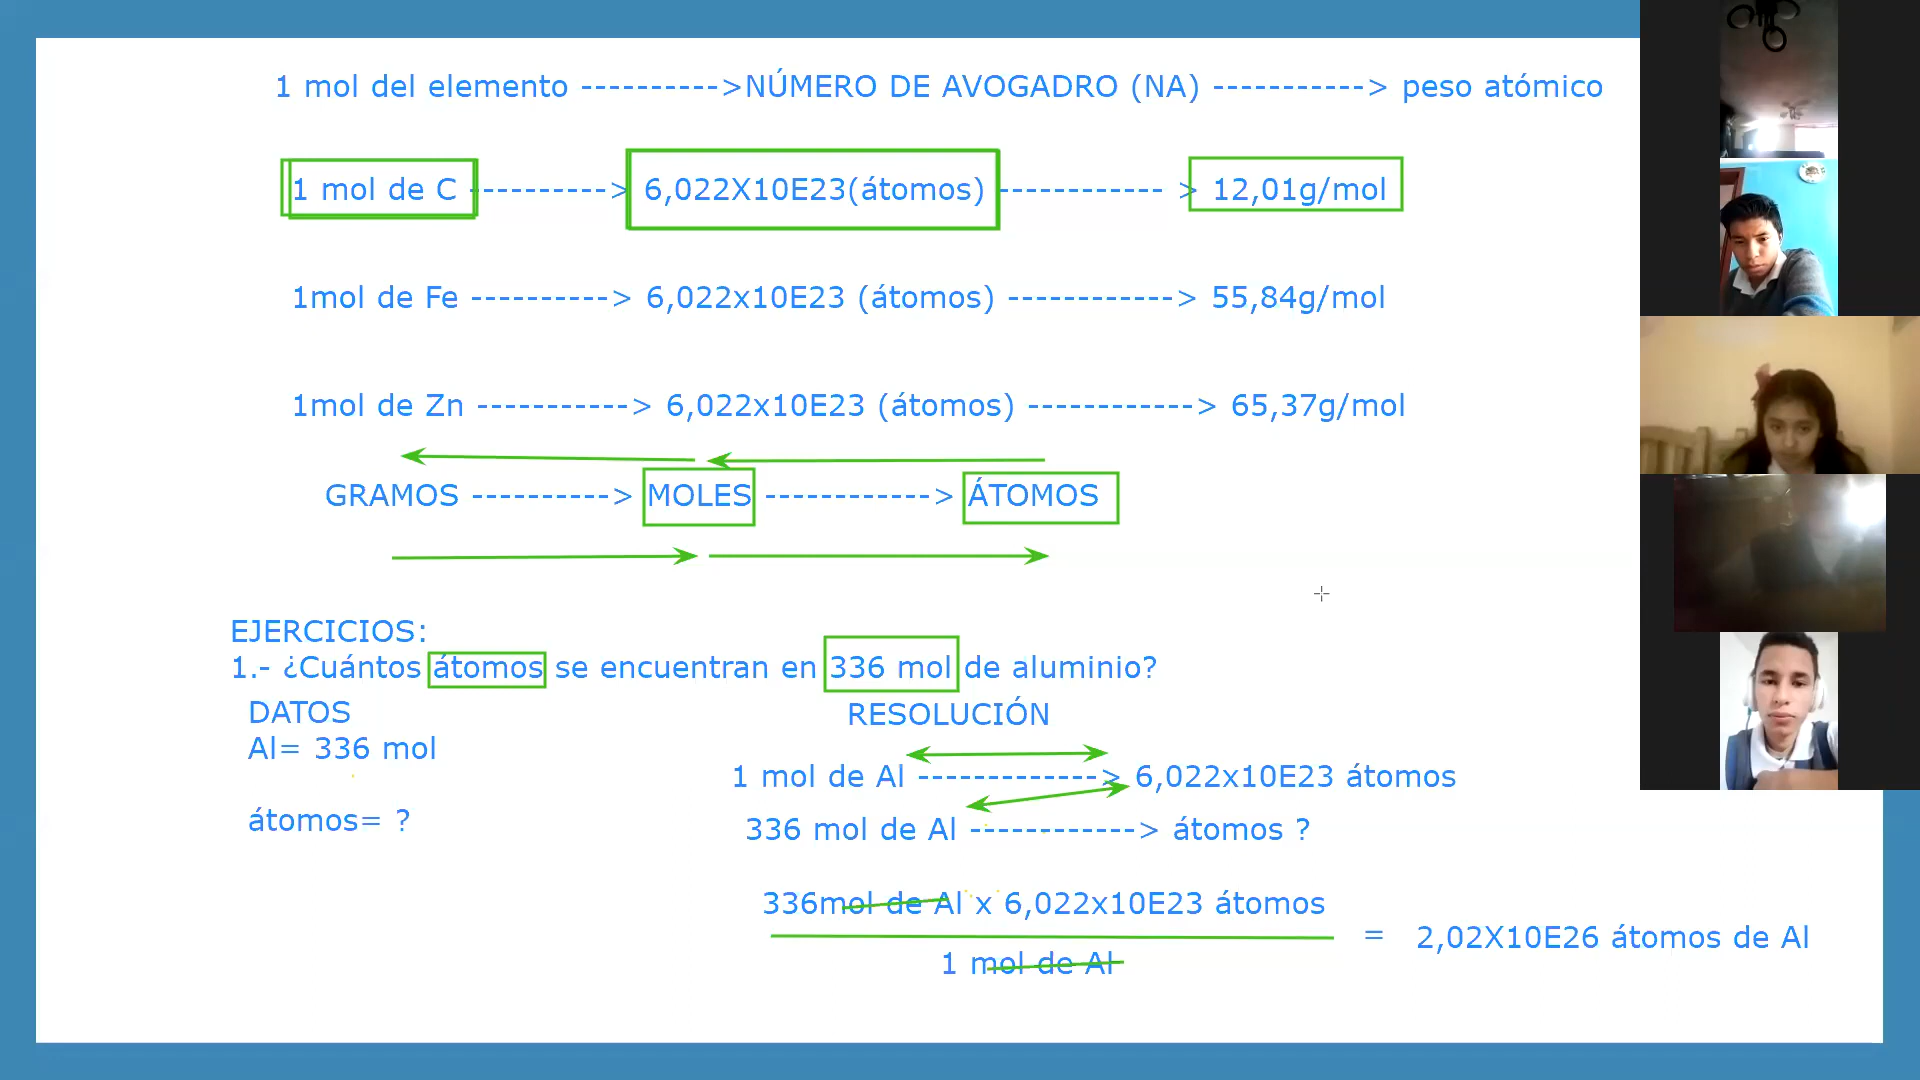 1 mol del elemento ---------->NÚMERO DE AVOGADRO (NA) -----------> peso atómico
1 mol de C ----------> 6,022X10E23(átomos) ------------ > 12,01g/mol
1mol de Fe ----------> 6,022x10E23 (átomos) ------------> 55,84g/mol
1mol de Zn -----------> 6,022x10E23 (átomos) ------------> 65,37g/mol
GRAMOS ----------> MOLES ------------> ÁTOMOS
EJERCICIOS:
1.- ¿Cuántos átomos se encuentran en 336 mol de aluminio?
DATOS
Al= 336 mol
átomos= ?
RESOLUCIÓN
1 mol de Al -------------> 6,022x10E23 átomos
336 mol de Al ------------> átomos ?
336mol de Al x 6,022x10E23 átomos
1 mol de Al
= 2,02X10E26 átomos de Al